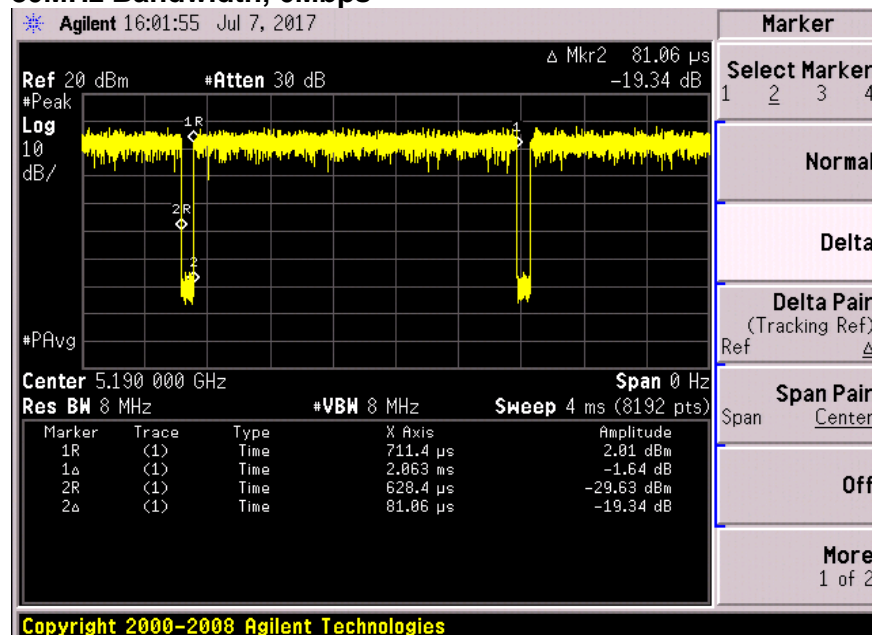 Agilent 16:01:55 Jul 7, 2017
Marker
Δ Mkr2 81.06 µs
Ref 20 dBm #Atten 30 dB -19.34 dB
#Peak
Log
10
dB/
1R
1
2R
2
#PAvg
Center 5.190 000 GHz Span 0 Hz
Res BW 8 MHz #VBW 8 MHz Sweep 4 ms (8192 pts)
Marker Trace Type X Axis Amplitude
1R (1) Time 711.4 µs 2.01 dBm
1Δ (1) Time 2.063 ms -1.64 dB
2R (1) Time 628.4 µs -29.63 dBm
2Δ (1) Time 81.06 µs -19.34 dB
Select Marker
1 2 3 4
Normal
Delta
Delta Pair
(Tracking Ref)
Ref Δ
Span Pair
Span Center
Off
More
1 of 2
Copyright 2000-2008 Agilent Technologies